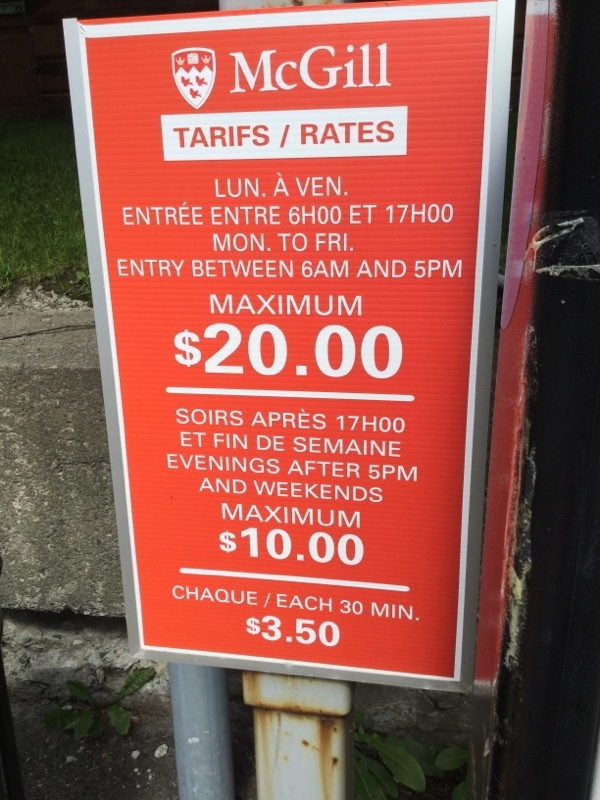 McGill
TARIFS / RATES
LUN. À VEN.
ENTRÉE ENTRE 6H00 ET 17H00
MON. TO FRI.
ENTRY BETWEEN 6AM AND 5PM
MAXIMUM
$20.00
SOIRS APRÈS 17H00
ET FIN DE SEMAINE
EVENINGS AFTER 5PM
AND WEEKENDS
MAXIMUM
$10.00
CHAQUE / EACH 30 MIN.
$3.50